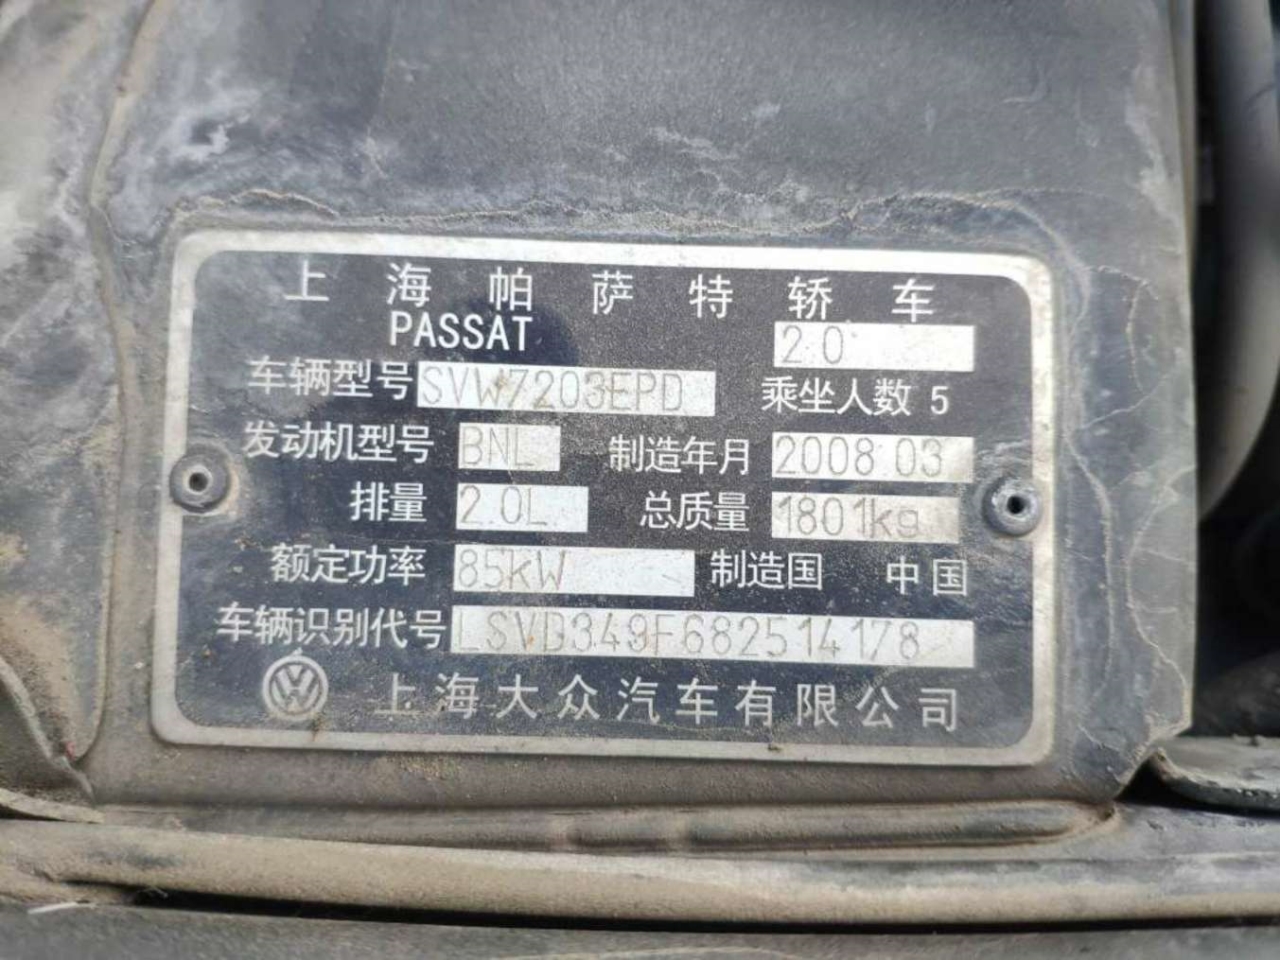 上海帕萨特轿车
PASSAT 2.0
车辆型号 SVW7203EPD 乘坐人数 5
发动机型号 BNL 制造年月 2008 03
排量 2.0L 总质量 1801kg
额定功率 85kW 制造国 中国
车辆识别代号 LSVD349F682514178
上海大众汽车有限公司